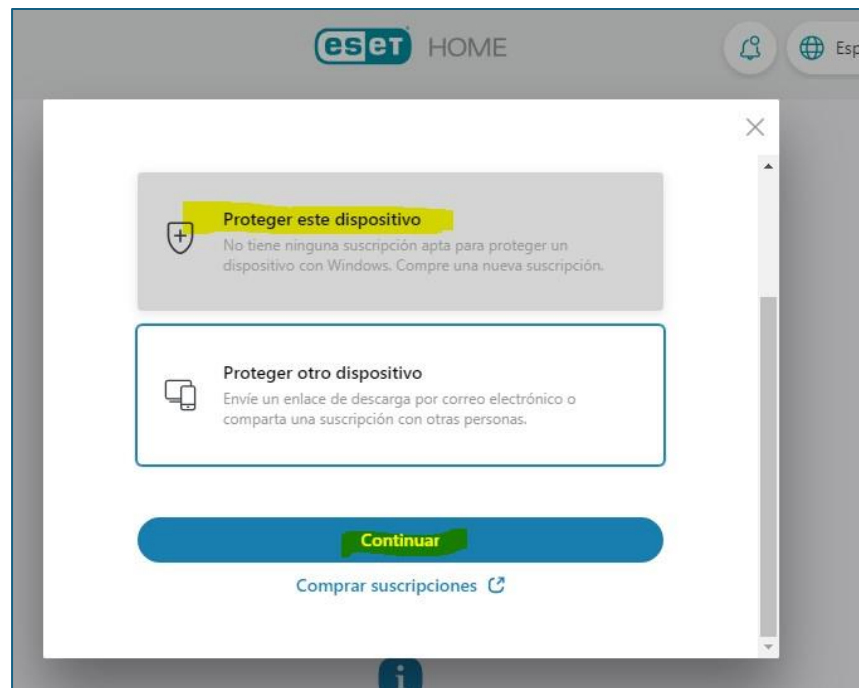 eseT HOME
Esp
Proteger este dispositivo
No tiene ninguna suscripción apta para proteger un
dispositivo con Windows. Compre una nueva suscripción.
Proteger otro dispositivo
Envíe un enlace de descarga por correo electrónico o
comparta una suscripción con otras personas.
Continuar
Comprar suscripciones